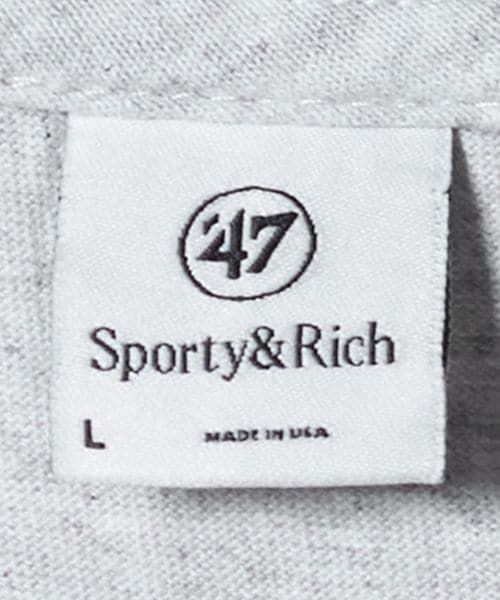 '47
Sporty&Rich
L MADE IN USA